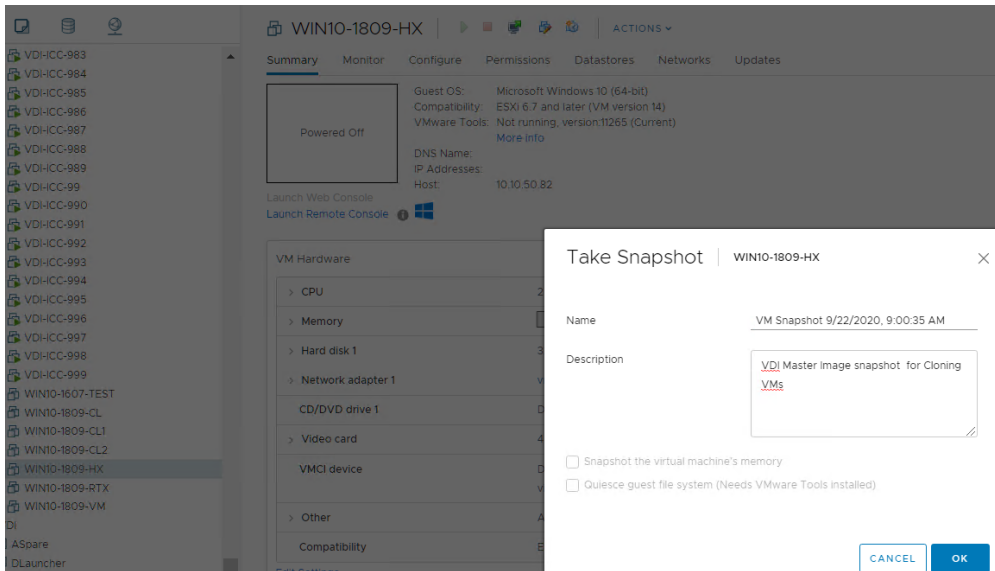 VDI-ICC-983
VDI-ICC-984
VDI-ICC-985
VDI-ICC-986
VDI-ICC-987
VDI-ICC-988
VDI-ICC-989
VDI-ICC-99
VDI-ICC-990
VDI-ICC-991
VDI-ICC-992
VDI-ICC-993
VDI-ICC-994
VDI-ICC-995
VDI-ICC-996
VDI-ICC-997
VDI-ICC-998
VDI-ICC-999
WIN10-1607-TEST
WIN10-1809-CL
WIN10-1809-CL1
WIN10-1809-CL2
WIN10-1809-HX
WIN10-1809-RTX
WIN10-1809-VM
DI
ASpare
DLauncher
WIN10-1809-HX ACTIONS
Summary Monitor Configure Permissions Datastores Networks Updates
Powered Off
Guest OS: Microsoft Windows 10 (64-bit)
Compatibility: ESXi 6.7 and later (VM version 14)
VMware Tools: Not running, version:11265 (Current)
More info
DNS Name:
IP Addresses:
Host: 10.10.50.82
Launch Web Console
Launch Remote Console
VM Hardware
CPU 2
Memory
Hard disk 1 3
Network adapter 1 v
CD/DVD drive 1 D
Video card 4
VMCI device D
v
Other A
Compatibility E
Edit Settings
Take Snapshot WIN10-1809-HX
Name VM Snapshot 9/22/2020, 9:00:35 AM
Description VDI Master Image snapshot for Cloning
VMs
Snapshot the virtual machine's memory
Quiesce guest file system (Needs VMware Tools installed)
CANCEL OK